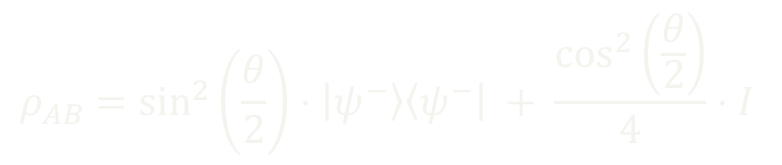 ρ_AB = sin²(θ/2) · |ψ⁻⟩⟨ψ⁻| + cos²(θ/2)/4 · I